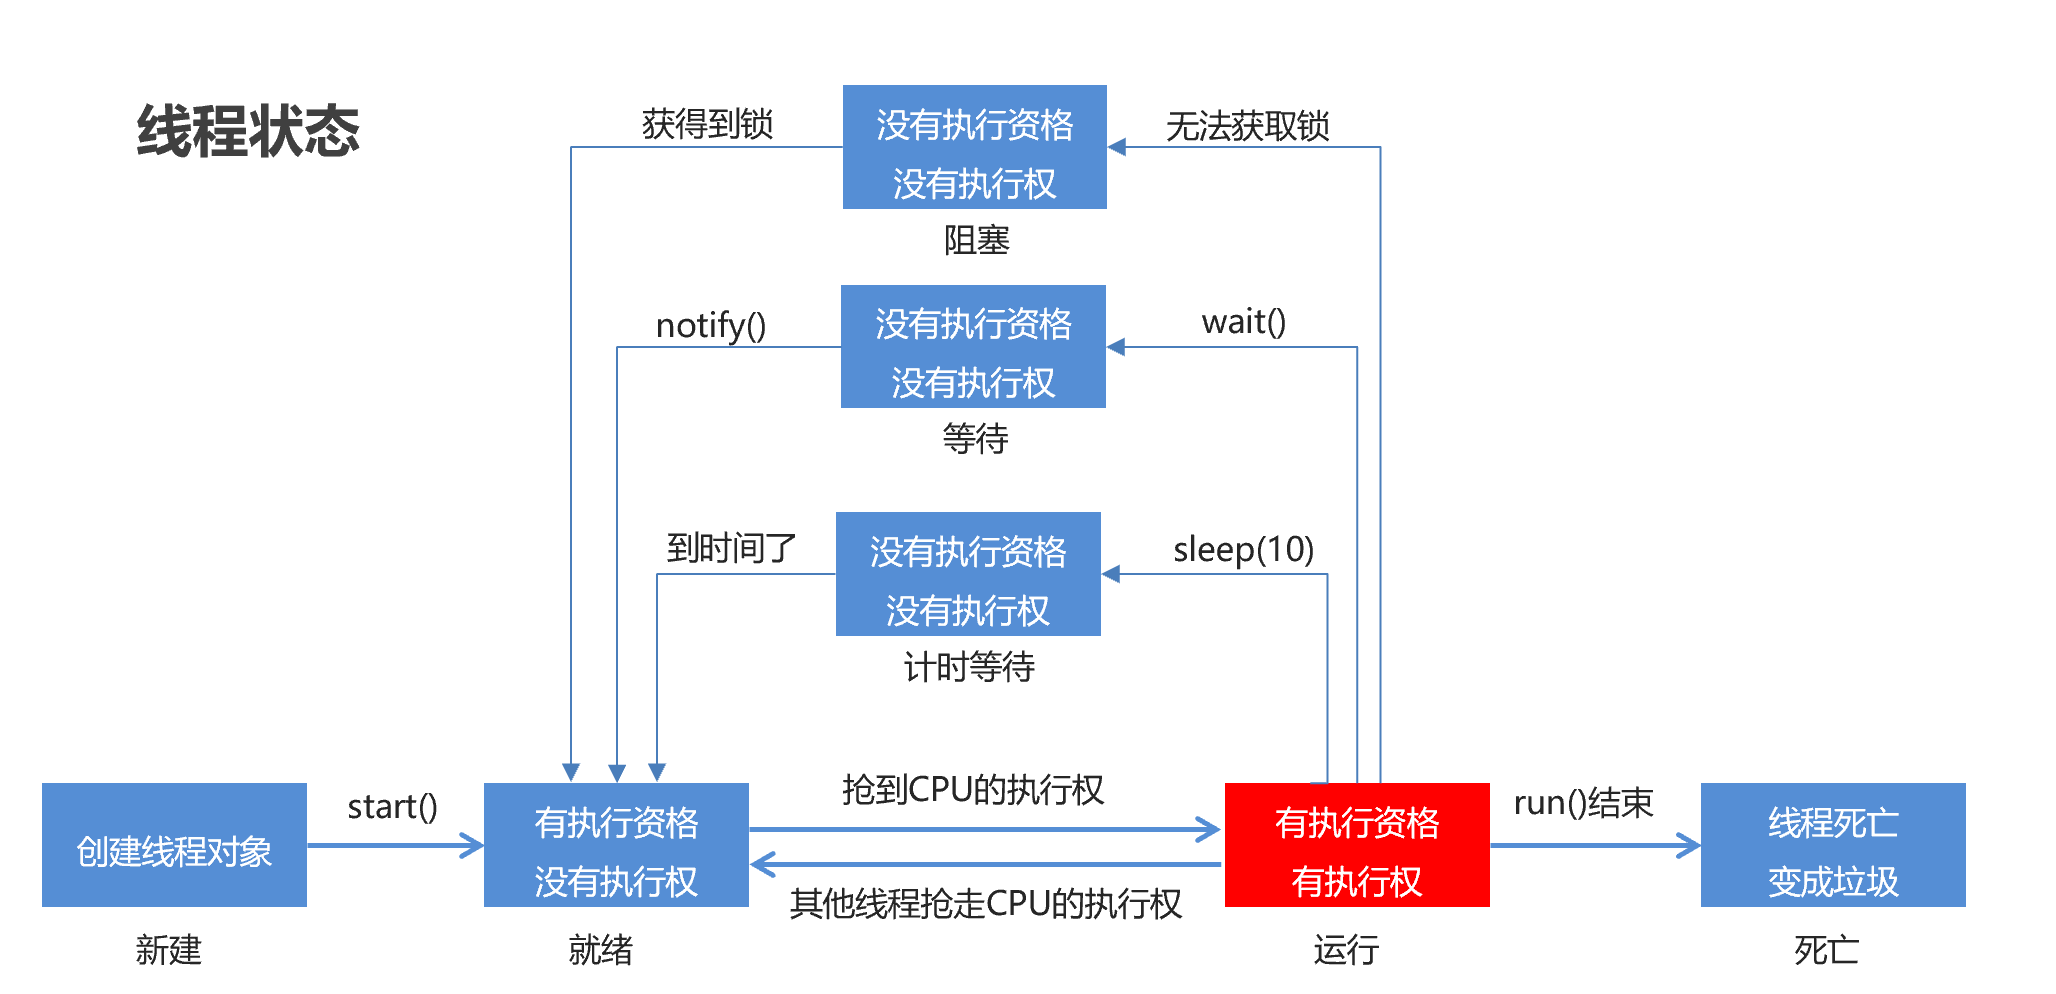 线程状态
获得到锁
没有执行资格
没有执行权
无法获取锁
阻塞
notify()
没有执行资格
没有执行权
wait()
等待
到时间了
没有执行资格
没有执行权
sleep(10)
计时等待
创建线程对象
新建
start()
有执行资格
没有执行权
就绪
抢到CPU的执行权
其他线程抢走CPU的执行权
有执行资格
有执行权
运行
run()结束
线程死亡
变成垃圾
死亡